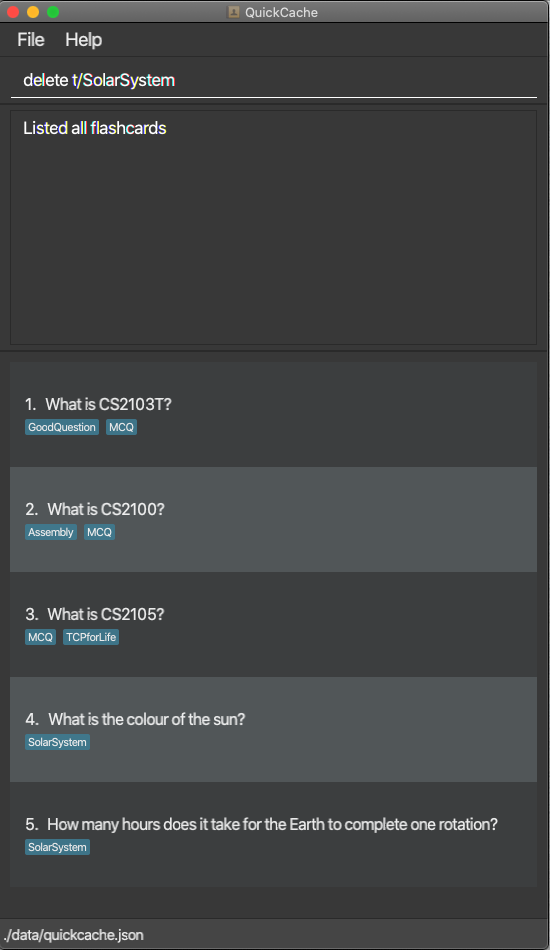 QuickCache
File Help
delete t/SolarSystem
Listed all flashcards
1. What is CS2103T?
GoodQuestion MCQ
2. What is CS2100?
Assembly MCQ
3. What is CS2105?
MCQ TCPforLife
4. What is the colour of the sun?
SolarSystem
5. How many hours does it take for the Earth to complete one rotation?
SolarSystem
./data/quickcache.json